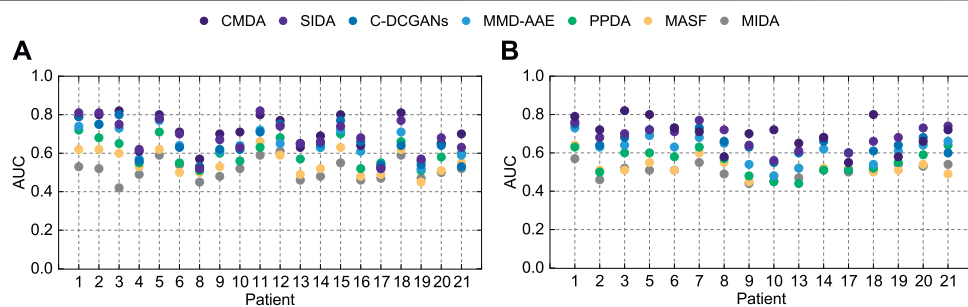 CMDA SIDA C-DCGANs MMD-AAE PPDA MASF MIDA
A
B
1.0
0.8
0.6
0.4
0.2
0.0
AUC
1 2 3 4 5 6 8 9 10 11 12 13 14 15 16 17 18 19 20 21
Patient
1.0
0.8
0.6
0.4
0.2
0.0
AUC
1 2 3 5 6 7 8 9 10 13 14 17 18 19 20 21
Patient